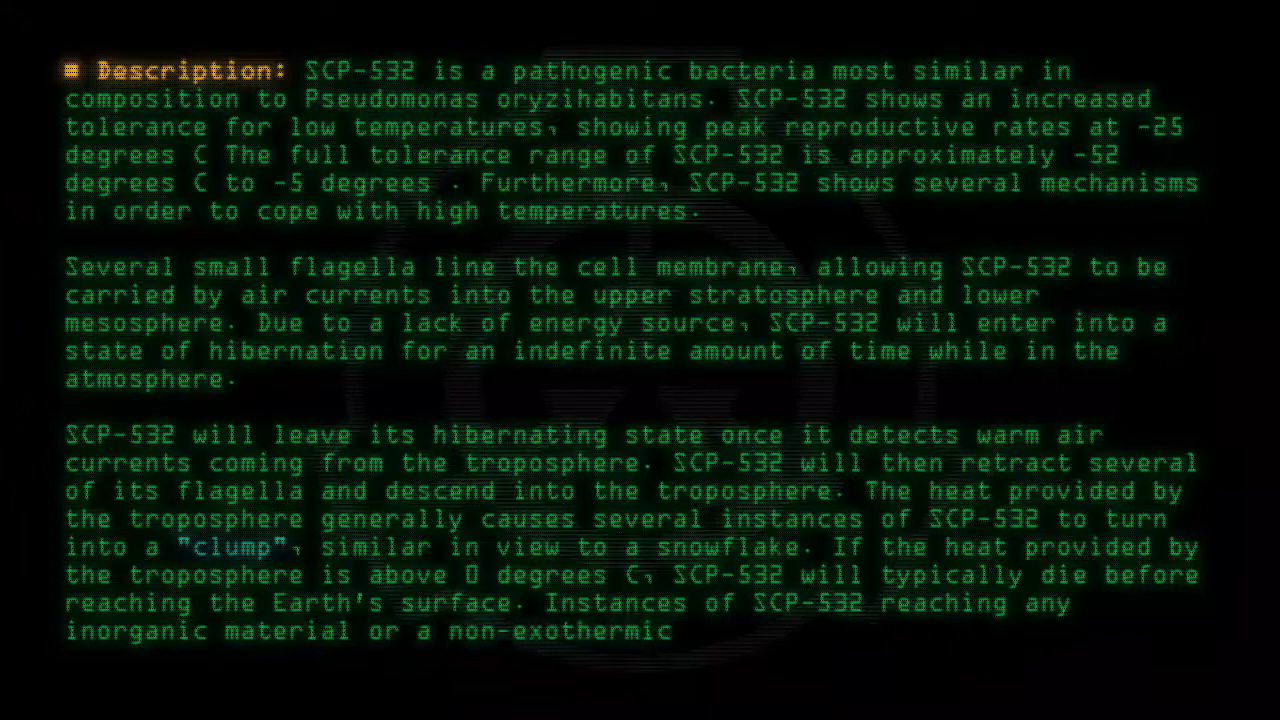 ■ Description: SCP-532 is a pathogenic bacteria most similar in
composition to Pseudomonas oryzihabitans. SCP-532 shows an increased
tolerance for low temperatures, showing peak reproductive rates at -25
degrees C The full tolerance range of SCP-532 is approximately -52
degrees C to -5 degrees . Furthermore, SCP-532 shows several mechanisms
in order to cope with high temperatures.
Several small flagella line the cell membrane, allowing SCP-532 to be
carried by air currents into the upper stratosphere and lower
mesosphere. Due to a lack of energy source, SCP-532 will enter into a
state of hibernation for an indefinite amount of time while in the
atmosphere.
SCP-532 will leave its hibernating state once it detects warm air
currents coming from the troposphere. SCP-532 will then retract several
of its flagella and descend into the troposphere. The heat provided by
the troposphere generally causes several instances of SCP-532 to turn
into a "clump", similar in view to a snowflake. If the heat provided by
the troposphere is above 0 degrees C, SCP-532 will typically die before
reaching the Earth's surface. Instances of SCP-532 reaching any
inorganic material or a non-exothermic